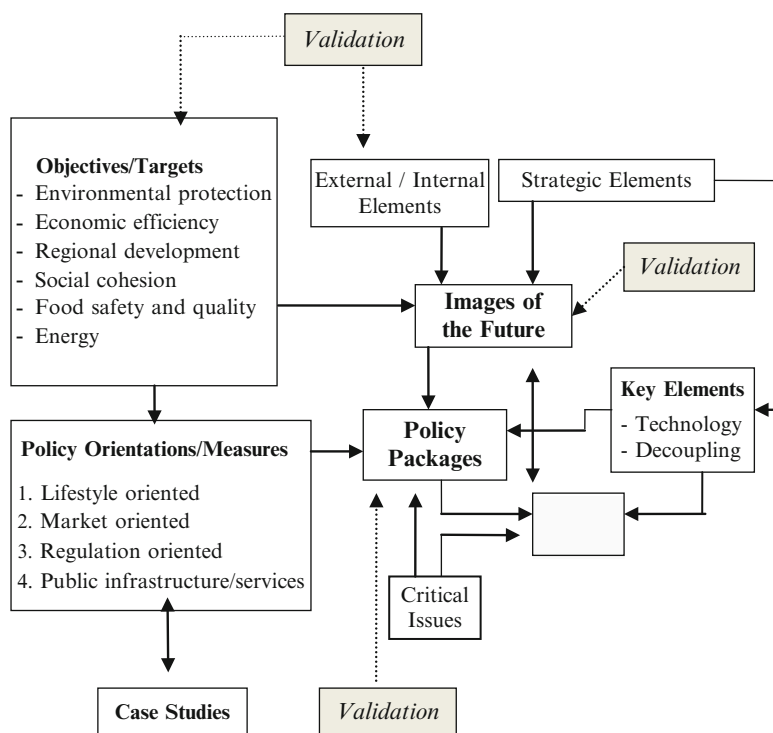 Validation
Objectives/Targets
- Environmental protection
- Economic efficiency
- Regional development
- Social cohesion
- Food safety and quality
- Energy
External / Internal
Elements
Strategic Elements
Validation
Images of
the Future
Key Elements
- Technology
- Decoupling
Policy Orientations/Measures
1. Lifestyle oriented
2. Market oriented
3. Regulation oriented
4. Public infrastructure/services
Policy
Packages
Critical
Issues
Case Studies
Validation